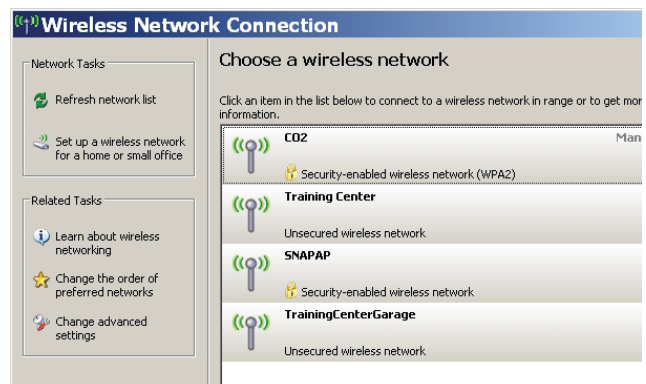 Wireless Network Connection
Network Tasks
Refresh network list
Set up a wireless network
for a home or small office
Related Tasks
Learn about wireless
networking
Change the order of
preferred networks
Change advanced
settings
Choose a wireless network
Click an item in the list below to connect to a wireless network in range or to get mor
information.
CO2
Man
Security-enabled wireless network (WPA2)
Training Center
Unsecured wireless network
SNAPAP
Security-enabled wireless network
TrainingCenterGarage
Unsecured wireless network